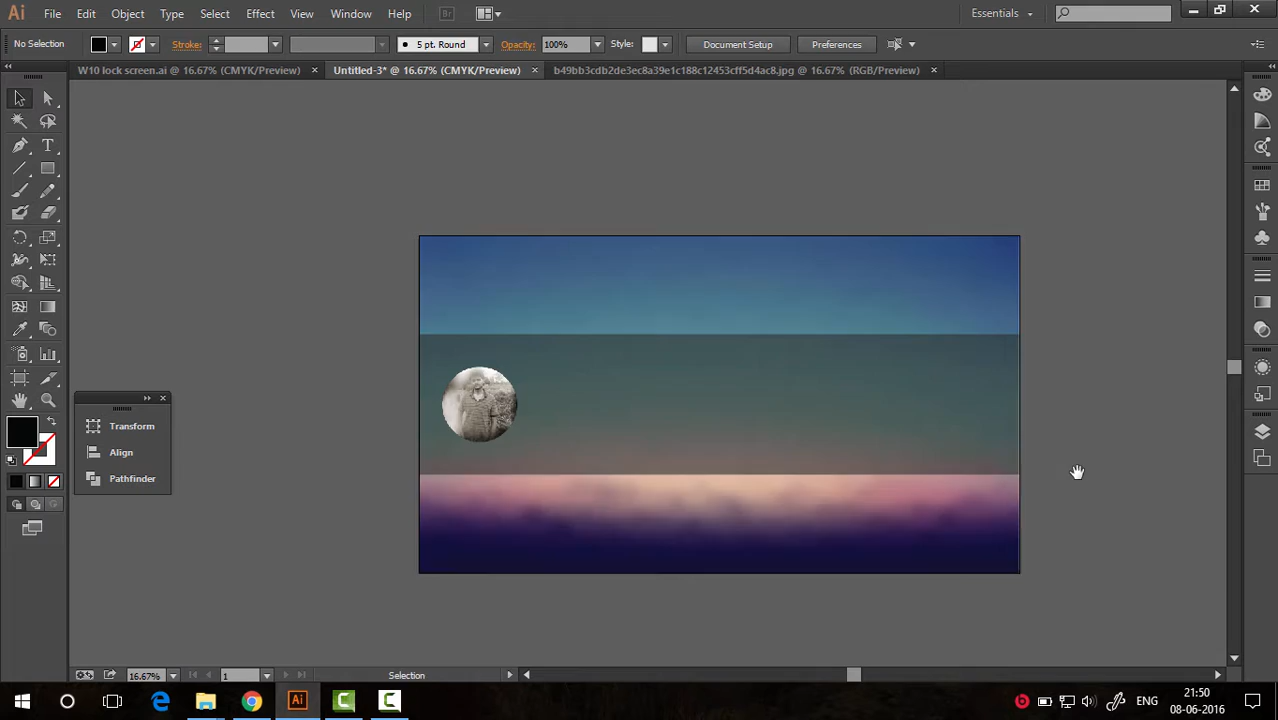 Ai File Edit Object Type Select Effect View Window Help Br Essentials
No Selection Stroke: 5 pt. Round Opacity: 100% Style: Document Setup Preferences
W10 lock screen.ai @ 16.67% (CMYK/Preview) Untitled-3* @ 16.67% (CMYK/Preview) b49bb3cdb2de3ec8a39e1c188c12453cff5d4ac8.jpg @ 16.67% (RGB/Preview)
Transform
Align
Pathfinder
16.67% 1 Selection
Ai ENG 21:50
08-06-2016